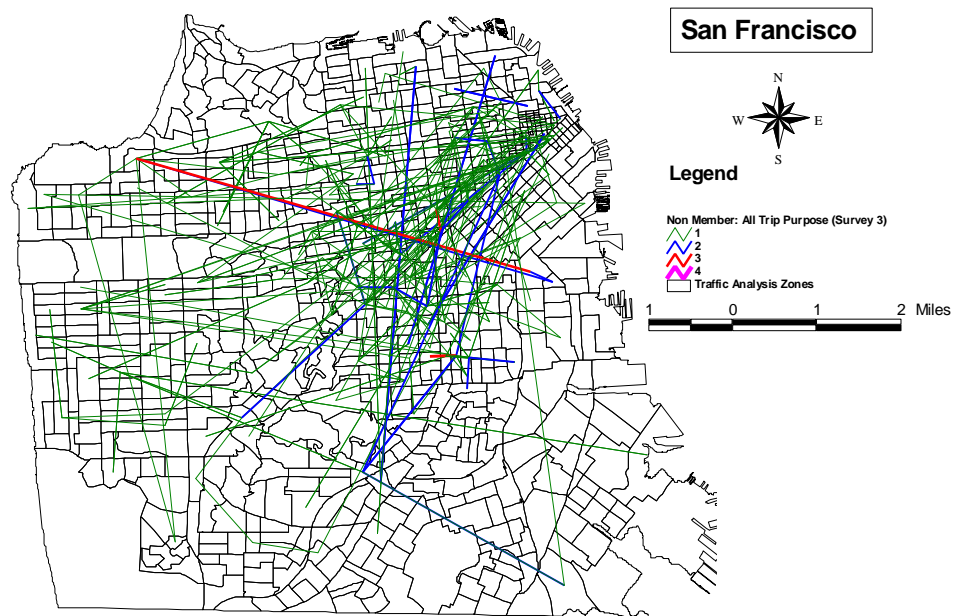 San Francisco
N
W E
S
Legend
Non Member: All Trip Purpose (Survey 3)
1
2
3
4
Traffic Analysis Zones
1 0 1 2 Miles